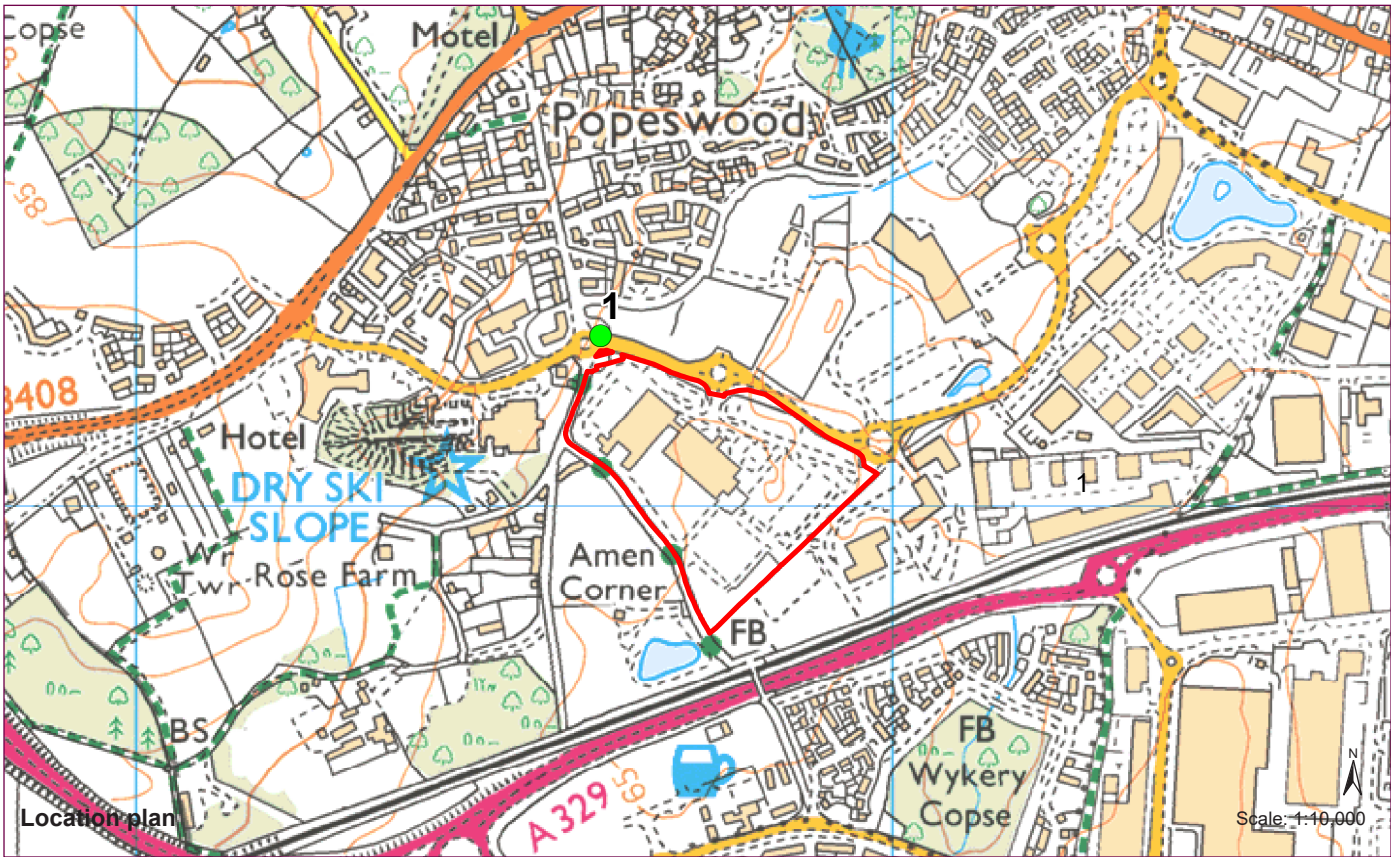 Copse
Motel
Popeswood
85
1
3408
Hotel
DRY SKI
SLOPE
1
Wr
Twr
Rose Farm
Amen
Corner
FB
BS
FB
Wykery
Copse
65
A 329
N
Location plan
Scale: 1:10,000